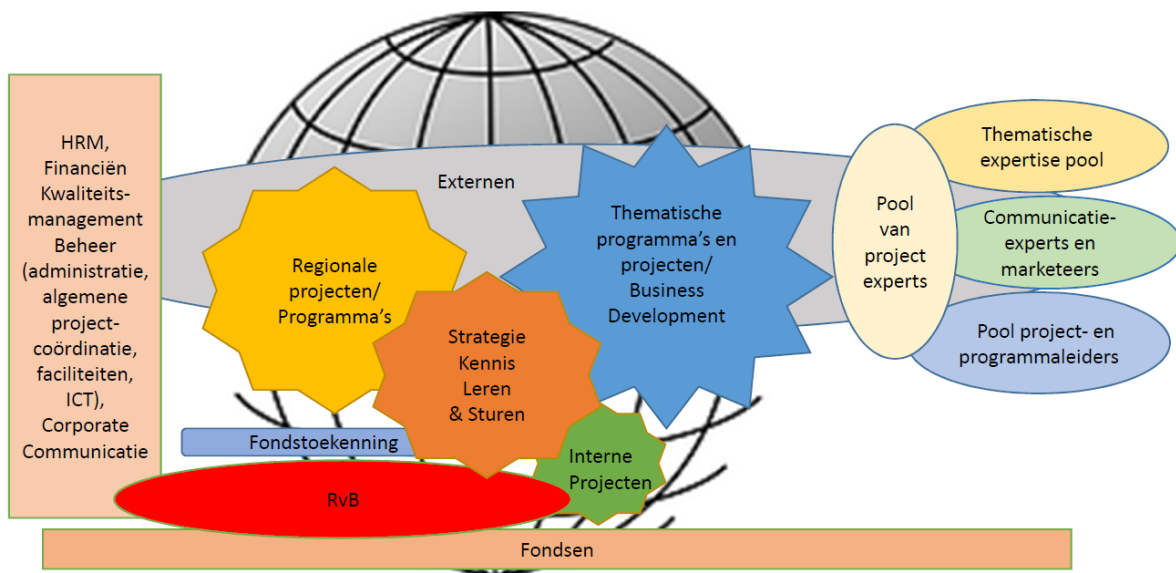 HRM,
Financiën
Kwaliteits-
management
Beheer
(administratie,
algemene
project-
coördinatie,
faciliteiten,
ICT),
Corporate
Communicatie
Externen
Regionale
projecten/
Programma's
Thematische
programma's en
projecten/
Business
Development
Strategie
Kennis
Leren
& Sturen
Interne
Projecten
Fondstoekenning
RvB
Fondsen
Pool
van
project
experts
Thematische
expertise pool
Communicatie-
experts en
marketeers
Pool project- en
programmaleiders